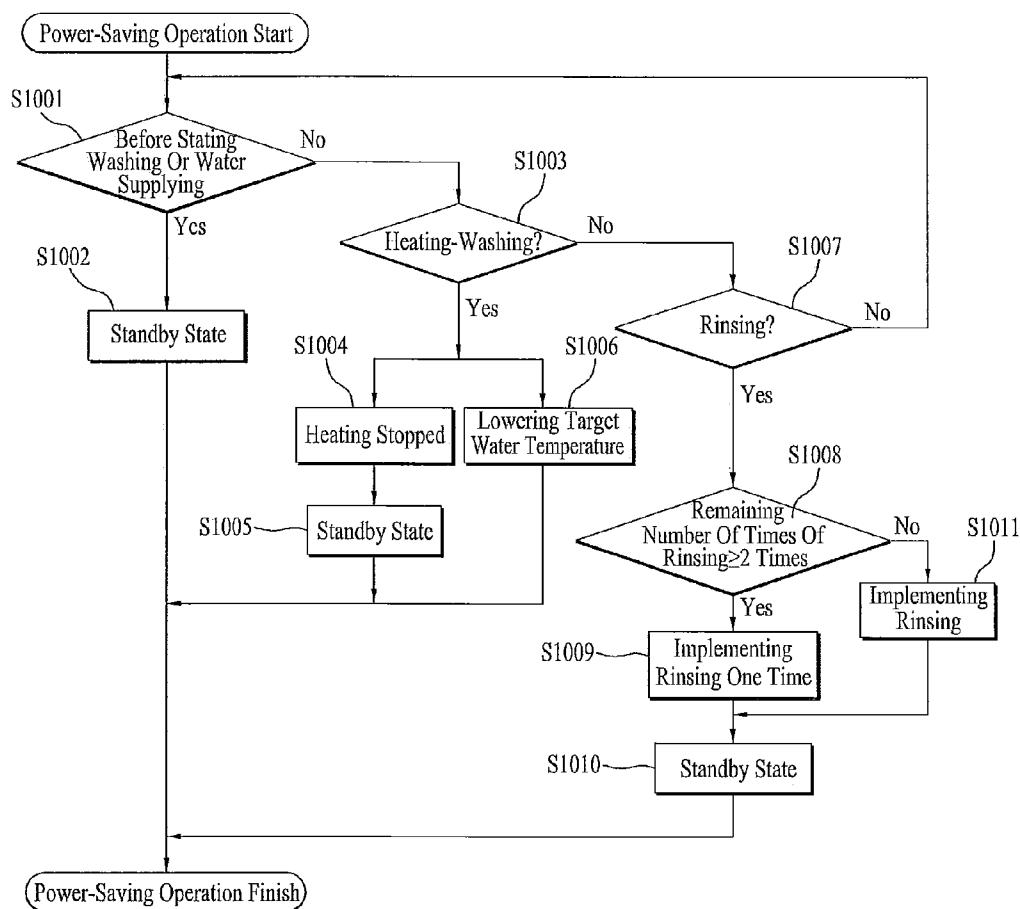 Power-Saving Operation Start
S1001
Before Stating
Washing Or Water
Supplying
No
Yes
S1002
Standby State
S1003
Heating-Washing?
No
Yes
S1004
Heating Stopped
S1005
Standby State
S1006
Lowering Target
Water Temperature
S1007
Rinsing?
No
Yes
S1008
Remaining
Number Of Times Of
Rinsing≥2 Times
No
Yes
S1011
Implementing
Rinsing
S1009
Implementing
Rinsing One Time
S1010
Standby State
Power-Saving Operation Finish